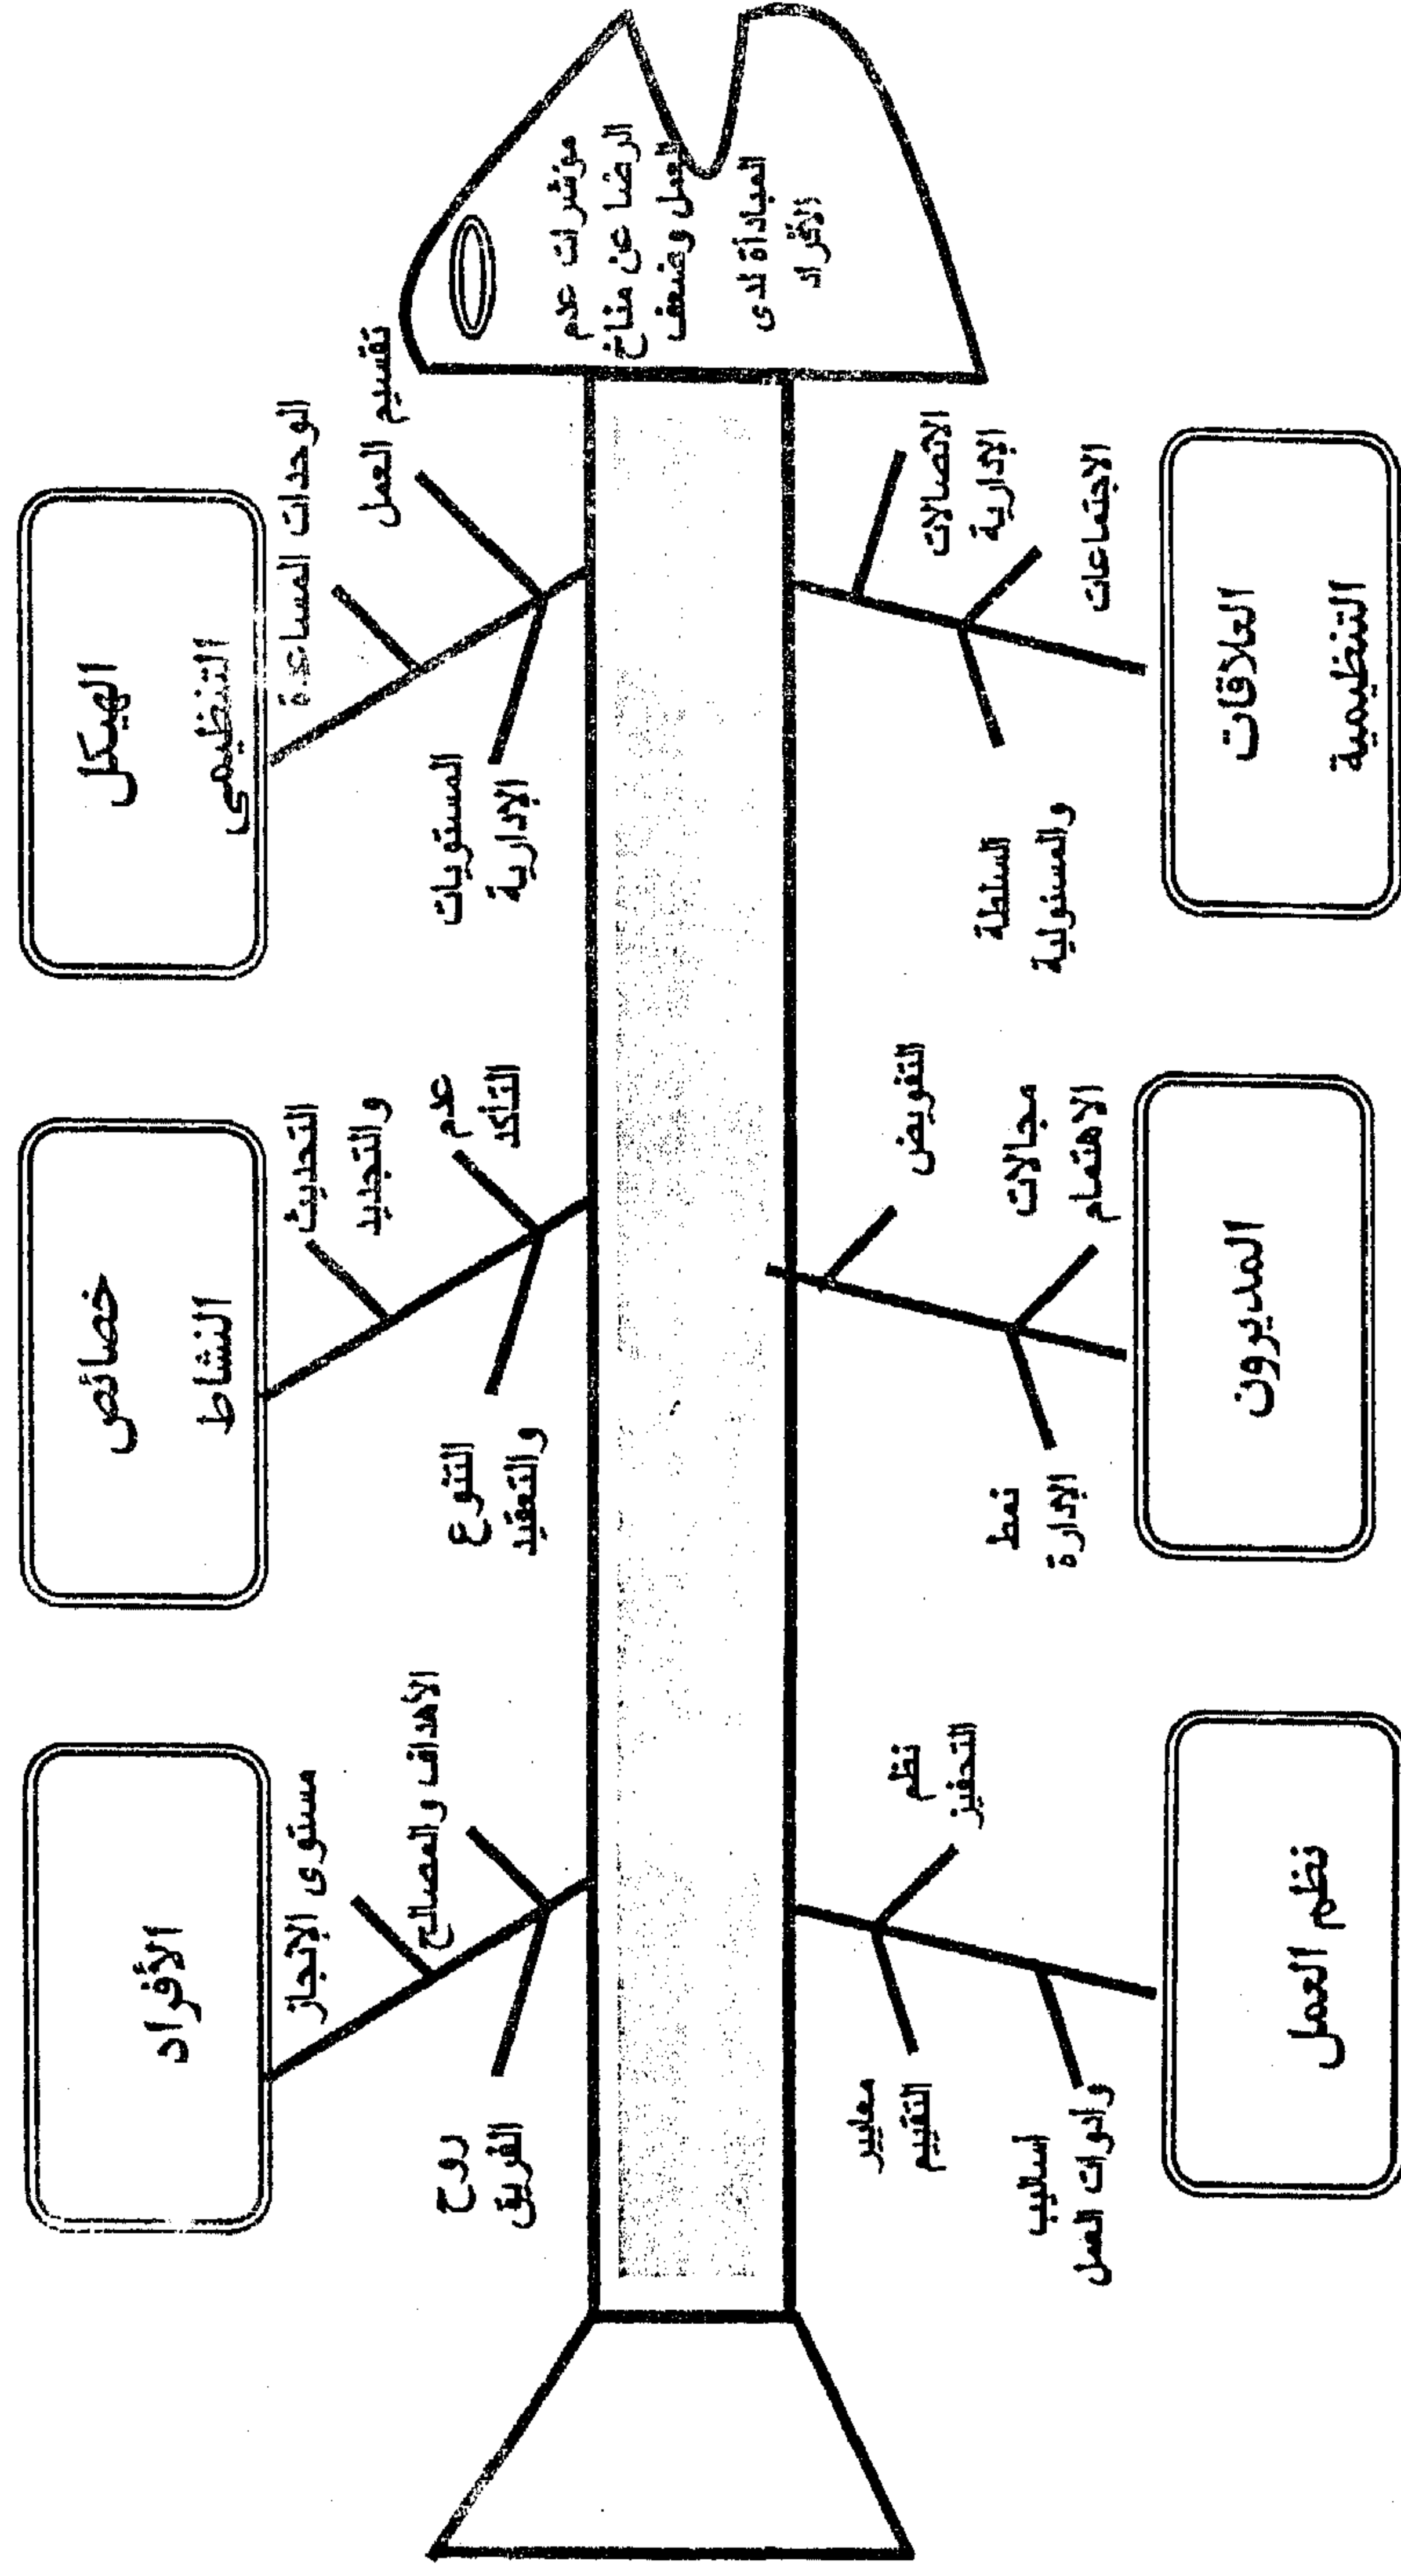 الهيكل
التنظيمى
الوحدات المساعدة
تقسيم العمل
المستويات
الإدارية
خصائص
النشاط
التحديث
والتجديد
عدم
التأكد
التنوع
والتعقيد
الأفراد
مستوى الإنجاز
الأهداف والمصالح
روح
الفريق
مؤشرات عدم
الرضا عن مناخ
العمل وضعف
المبادأة لدى
الأفراد
الاتصالات
الإدارية
الاجتماعات
السلطة
والمسئولية
العلاقات
التنظيمية
التفويض
مجالات
الاهتمام
نمط
الإدارة
المديرون
نظم
التحفيز
معايير
التقييم
أساليب
وأدوات العمل
نظم العمل